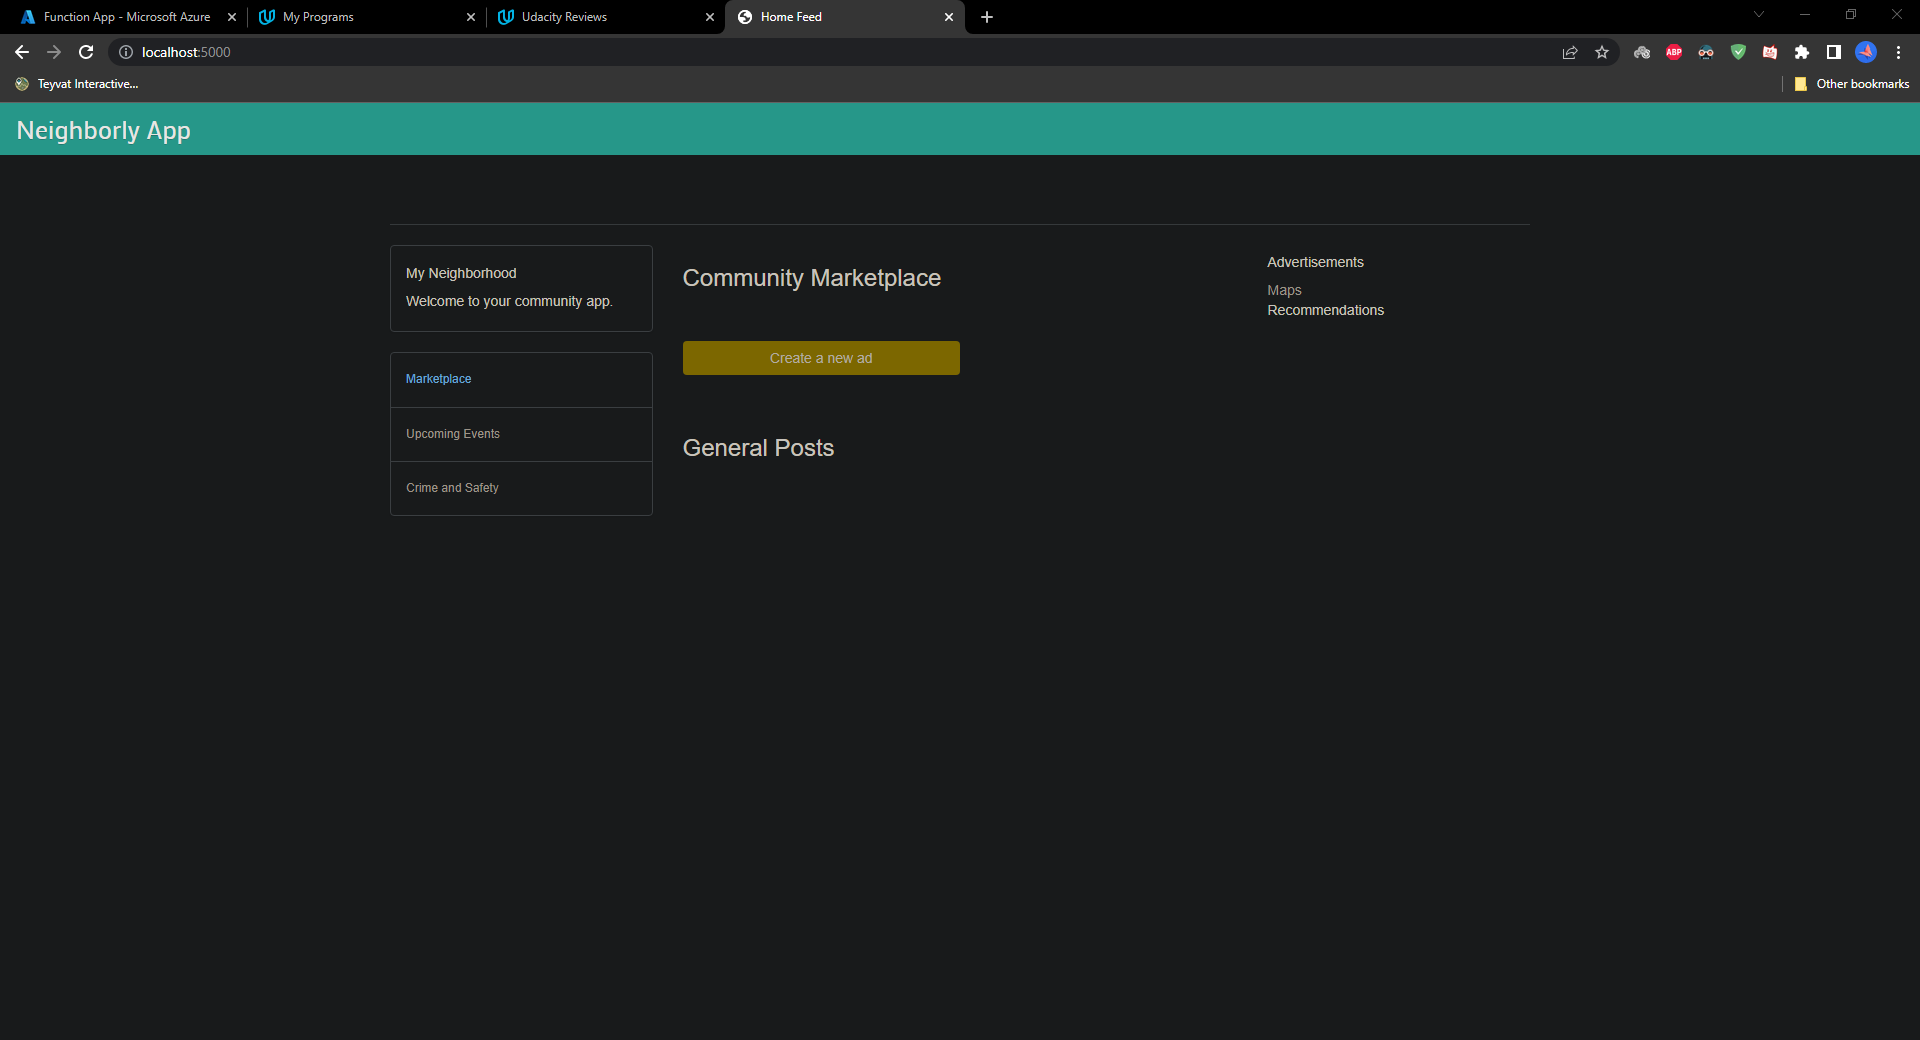 Function App - Microsoft Azure
My Programs
Udacity Reviews
Home Feed
localhost:5000
ABP
Teyvat Interactive...
Other bookmarks
Neighborly App
My Neighborhood
Welcome to your community app.
Marketplace
Upcoming Events
Crime and Safety
Community Marketplace
Create a new ad
General Posts
Advertisements
Maps
Recommendations